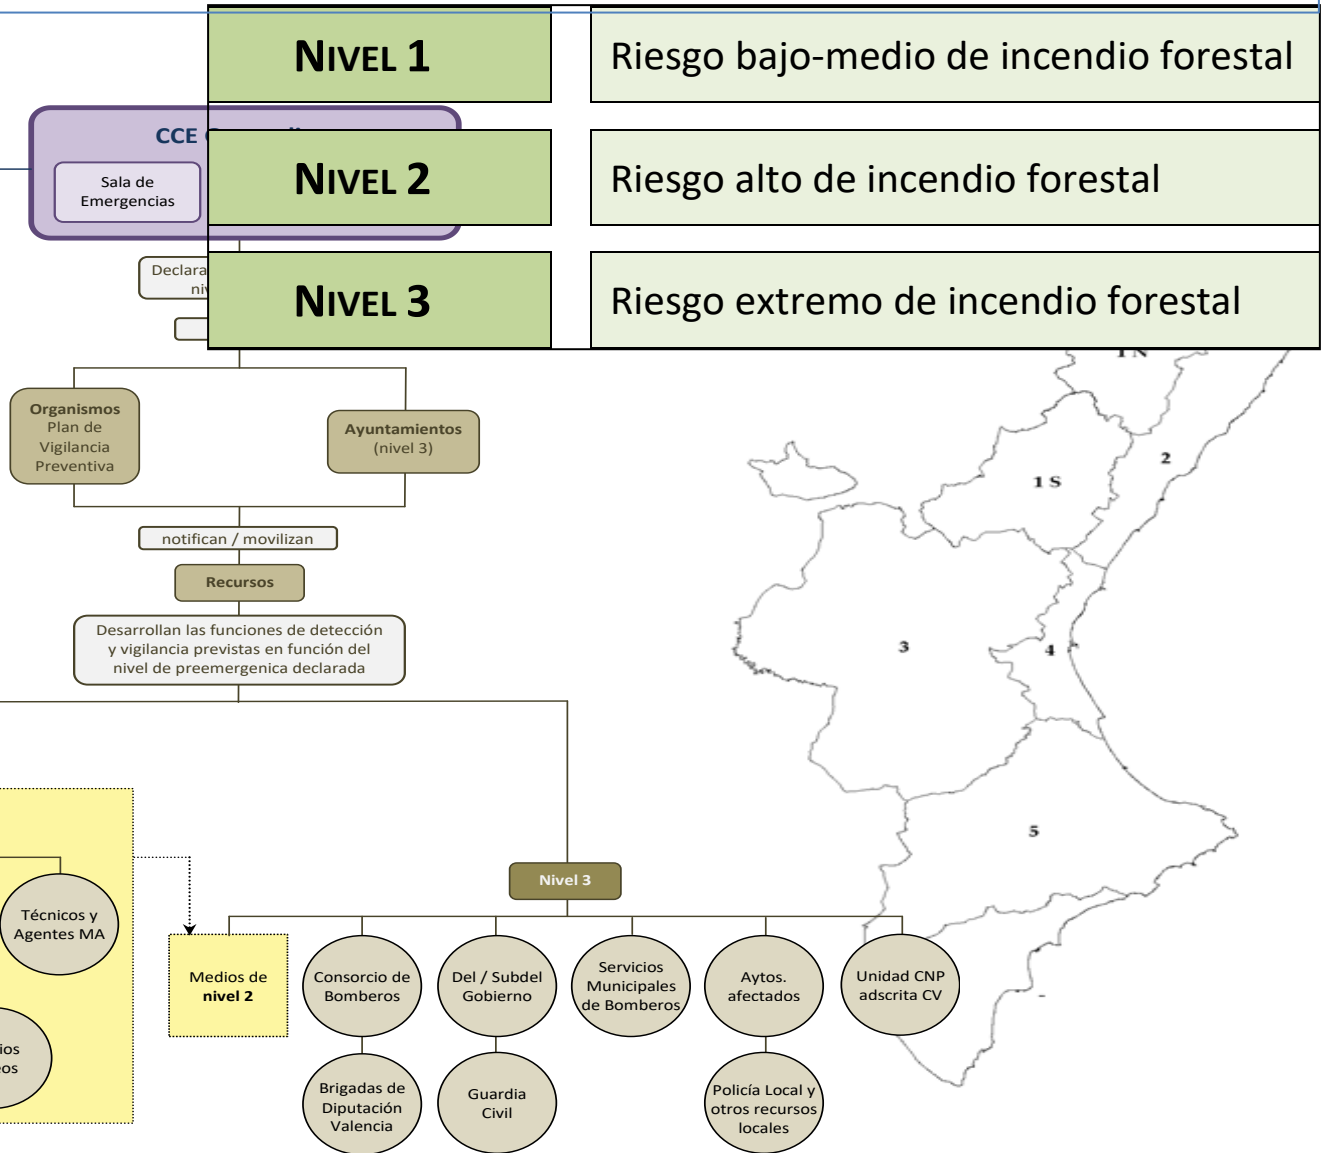 NIVEL 1
Riesgo bajo-medio de incendio forestal
NIVEL 2
Riesgo alto de incendio forestal
NIVEL 3
Riesgo extremo de incendio forestal
CCE
Sala de
Emergencias
Organismos
Plan de
Vigilancia
Preventiva
Ayuntamientos
(nivel 3)
notifican / movilizan
Recursos
Desarrollan las funciones de detección
y vigilancia previstas en función del
nivel de preemergenica declarada
1 N
1 S
2
3
4
5
Nivel 3
Técnicos y
Agentes MA
Medios de
nivel 2
Consorcio de
Bomberos
Del / Subdel
Gobierno
Servicios
Municipales
de Bomberos
Aytos.
afectados
Unidad CNP
adscrita CV
Brigadas de
Diputación
Valencia
Guardia
Civil
Policía Local y
otros recursos
locales